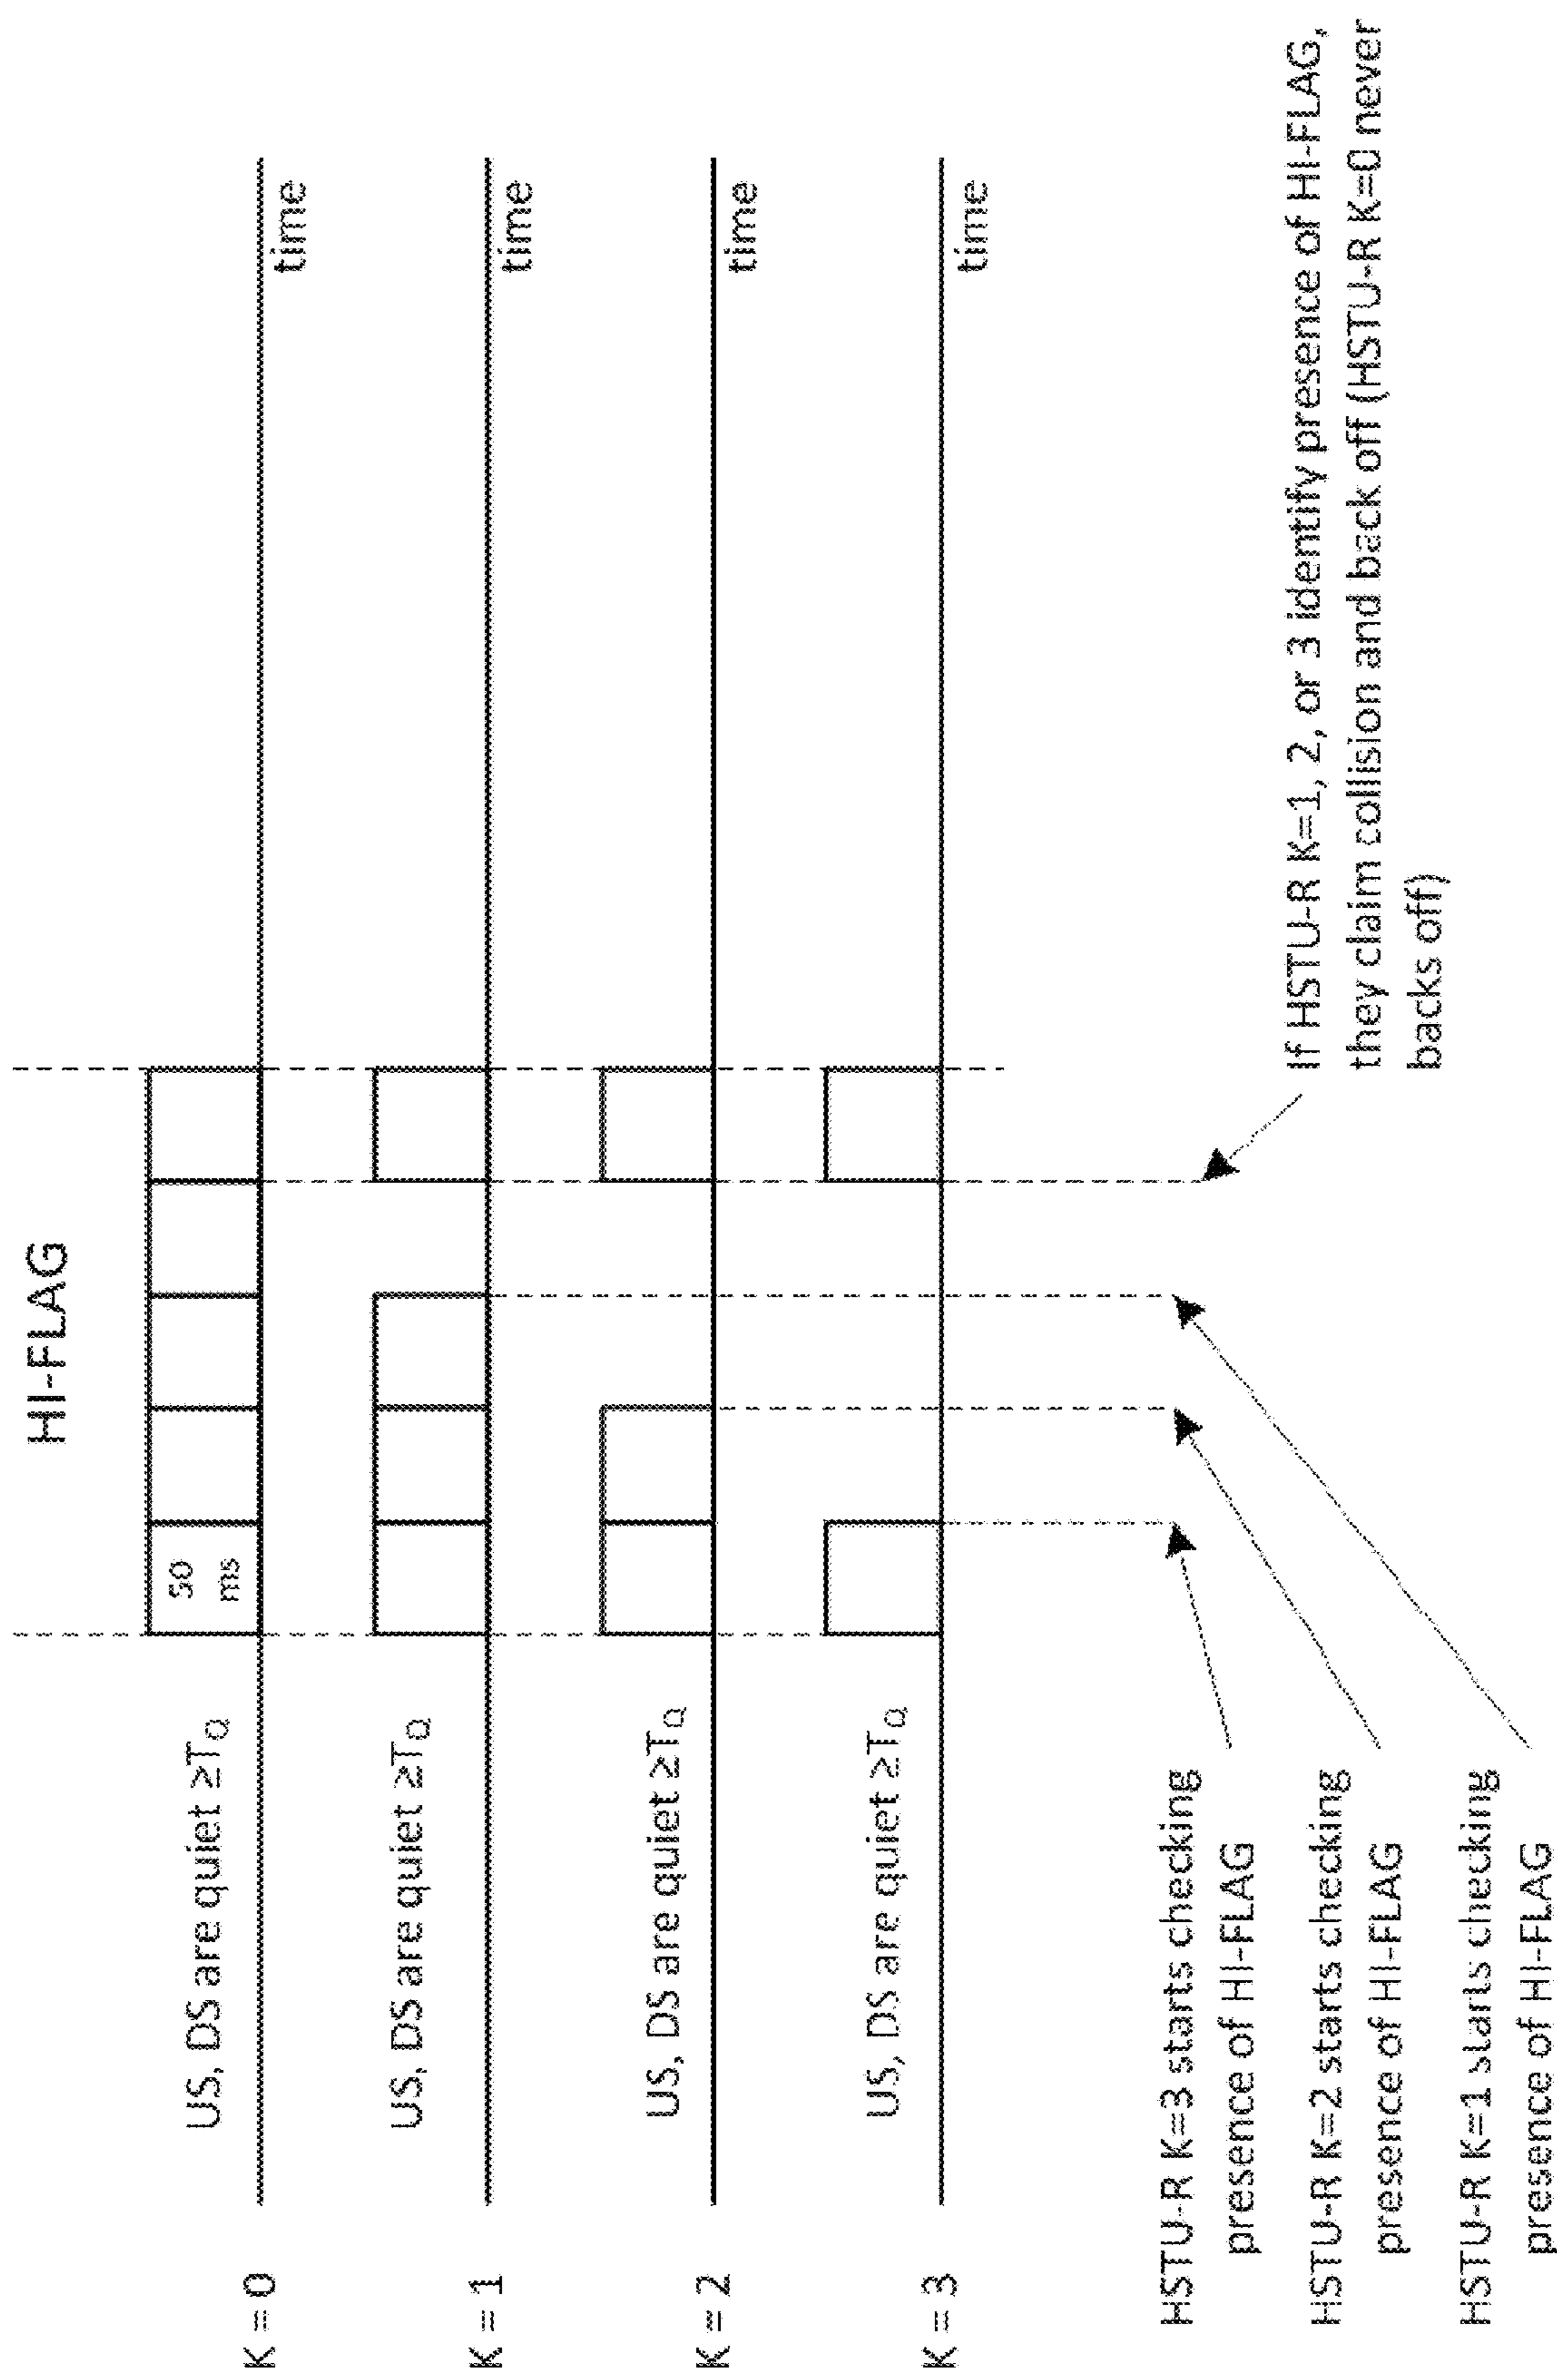 HI-FLAG
K = 0
US, DS are quiet ≥TQ
50
ms
time
K = 1
US, DS are quiet ≥TQ
time
K = 2
US, DS are quiet ≥TQ
time
K = 3
US, DS are quiet ≥TQ
time
HSTU-R K=3 starts checking
presence of HI-FLAG
HSTU-R K=2 starts checking
presence of HI-FLAG
HSTU-R K=1 starts checking
presence of HI-FLAG
If HSTU-R K=1, 2, or 3 identify presence of HI-FLAG,
they claim collision and back off (HSTU-R K=0 never
backs off)